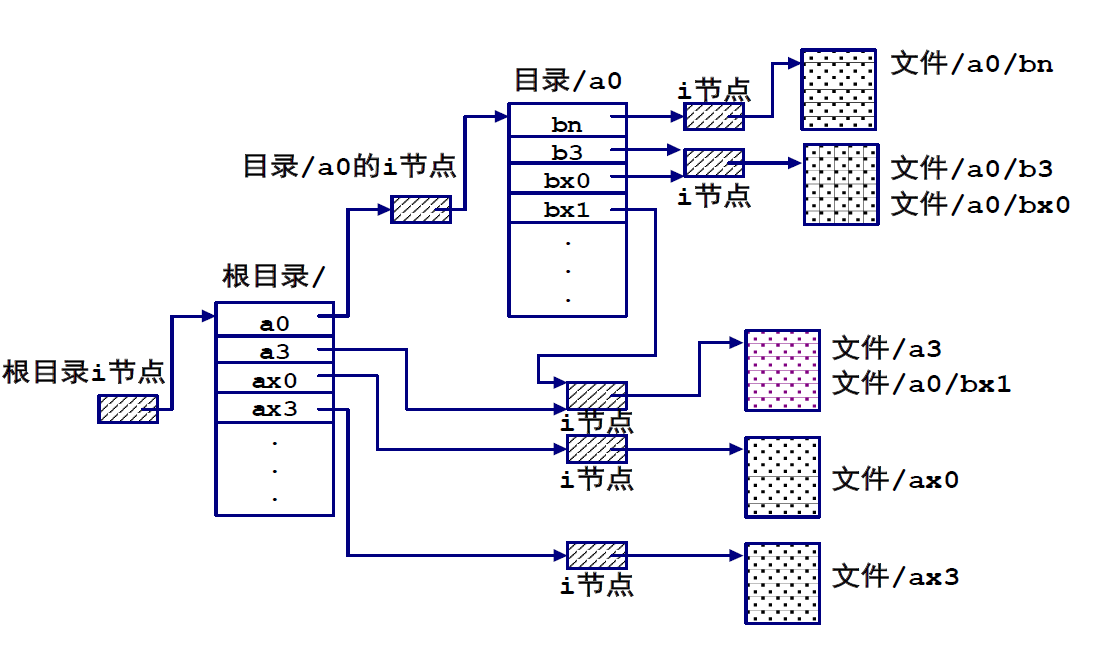 目录/a0
bn
b3
bx0
bx1
.
.
.
i节点
文件/a0/bn
i节点
文件/a0/b3
文件/a0/bx0
目录/a0的i节点
根目录/
a0
a3
ax0
ax3
.
.
.
根目录i节点
i节点
文件/a3
文件/a0/bx1
i节点
文件/ax0
i节点
文件/ax3